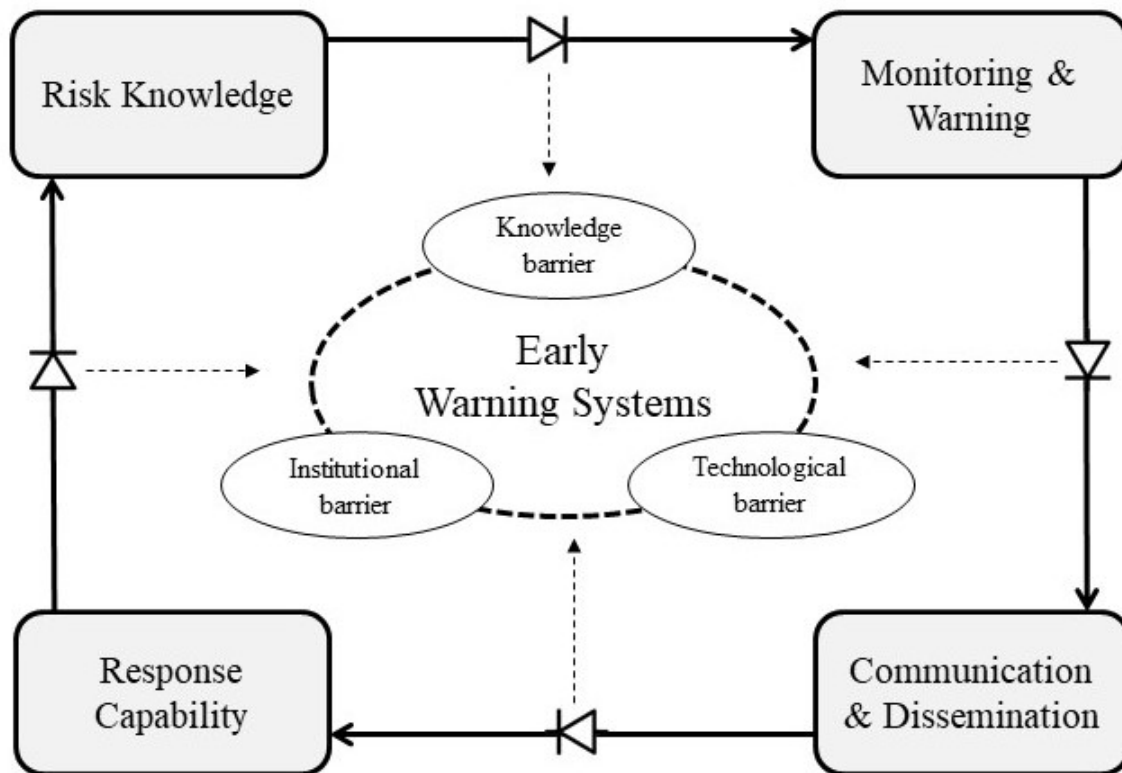 Risk Knowledge
Monitoring &
Warning
Knowledge
barrier
Early
Warning Systems
Institutional
barrier
Technological
barrier
Response
Capability
Communication
& Dissemination